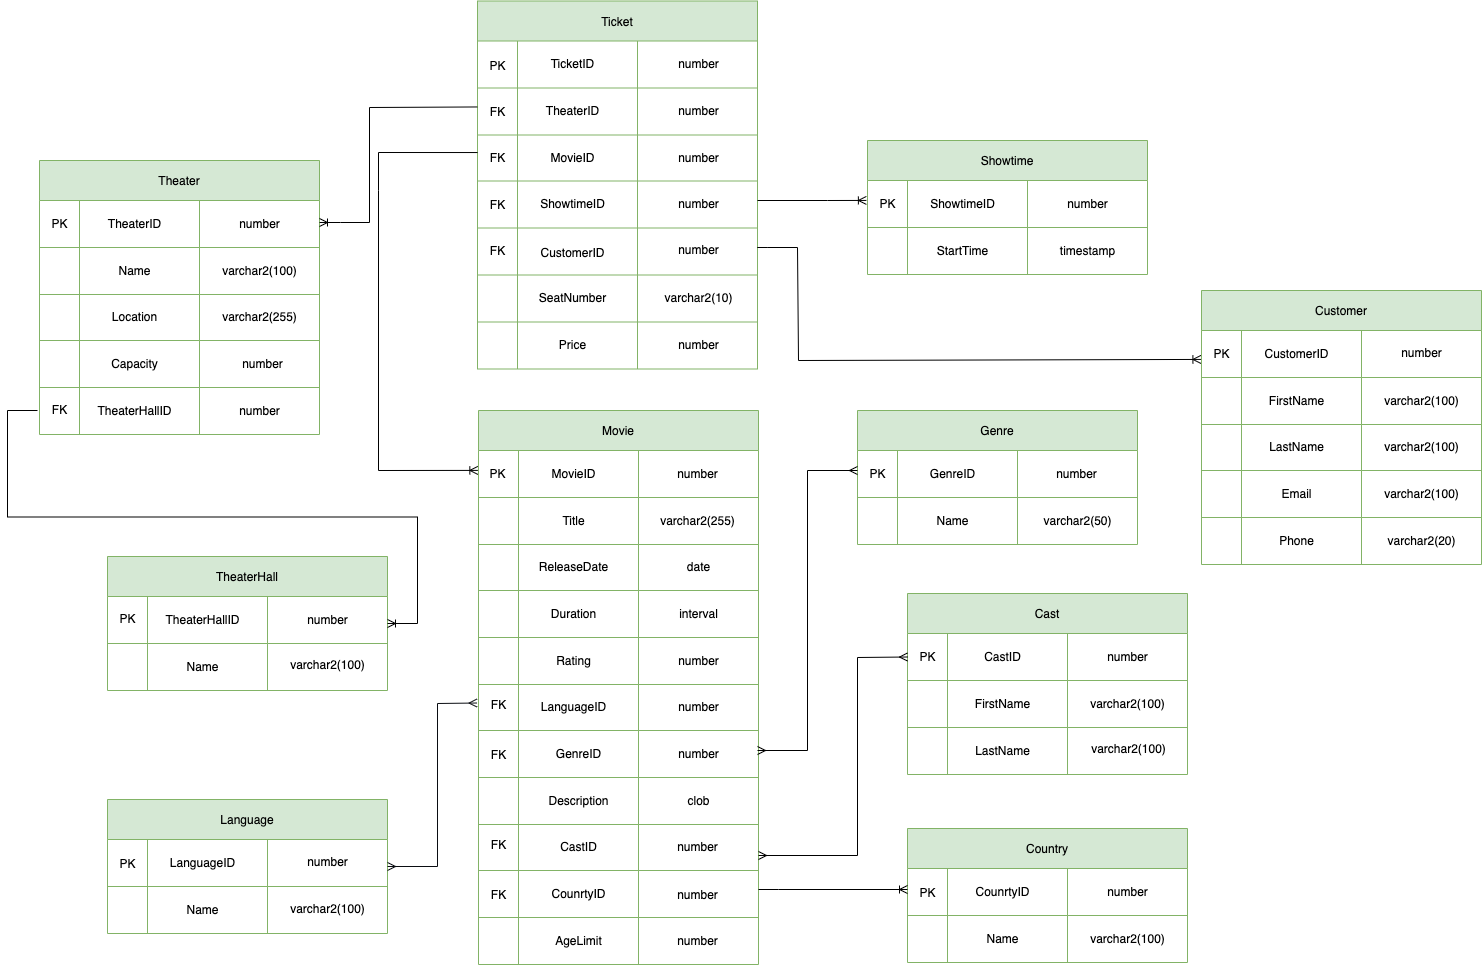 Ticket
PK TicketID number
FK TheaterID number
FK MovieID number
FK ShowtimeID number
FK CustomerID number
SeatNumber varchar2(10)
Price number
Theater
PK TheaterID number
Name varchar2(100)
Location varchar2(255)
Capacity number
FK TheaterHallID number
Showtime
PK ShowtimeID number
StartTime timestamp
Customer
PK CustomerID number
FirstName varchar2(100)
LastName varchar2(100)
Email varchar2(100)
Phone varchar2(20)
Movie
PK MovieID number
Title varchar2(255)
ReleaseDate date
Duration interval
Rating number
FK LanguageID number
FK GenreID number
Description clob
FK CastID number
FK CounrtyID number
AgeLimit number
Genre
PK GenreID number
Name varchar2(50)
TheaterHall
PK TheaterHallID number
Name varchar2(100)
Cast
PK CastID number
FirstName varchar2(100)
LastName varchar2(100)
Language
PK LanguageID number
Name varchar2(100)
Country
PK CounrtyID number
Name varchar2(100)